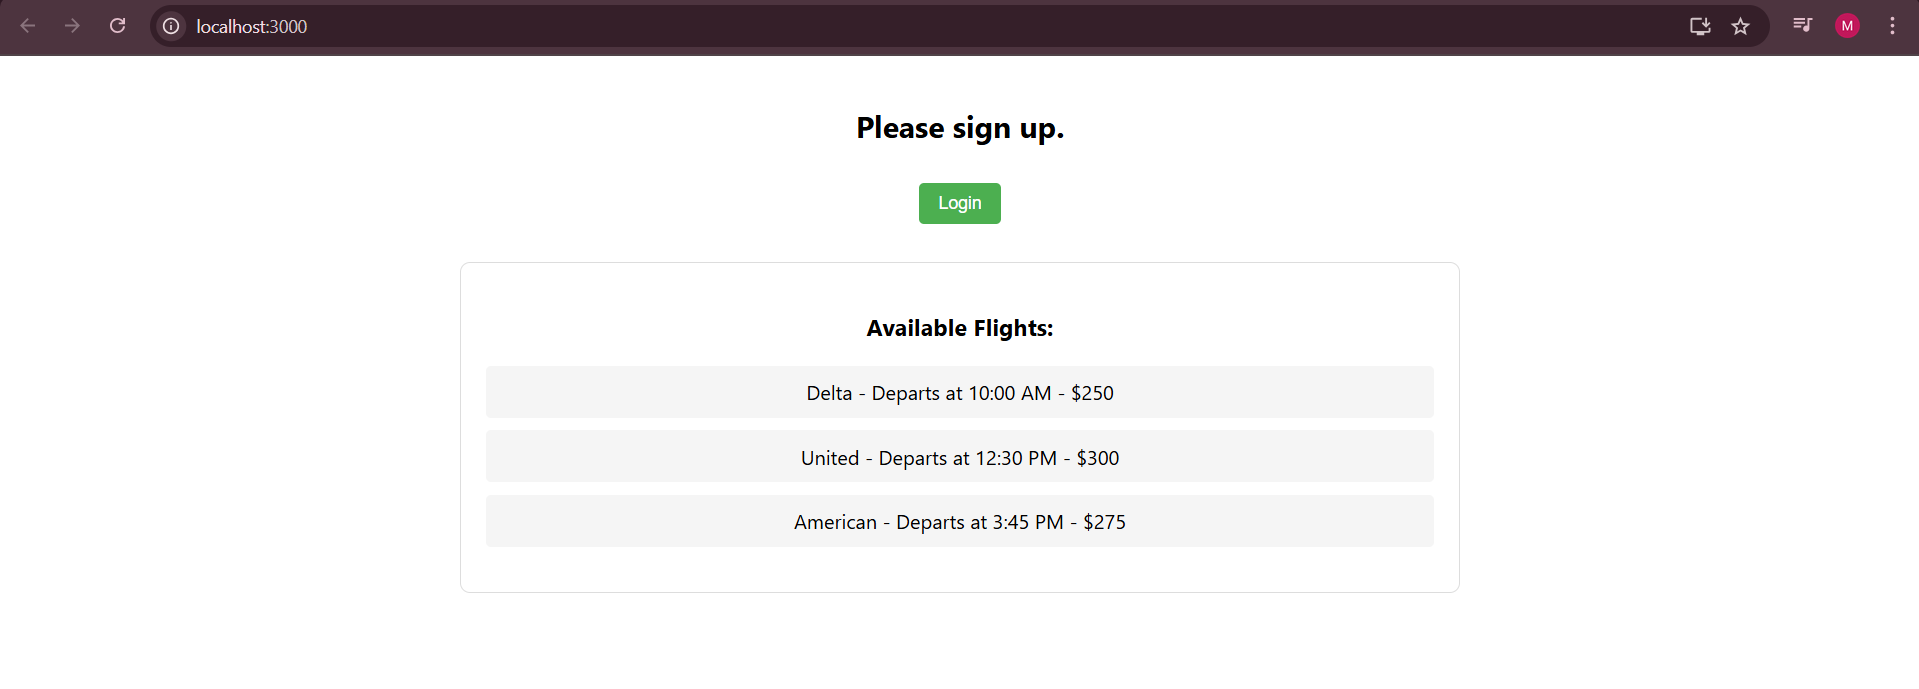 localhost:3000
M
Please sign up.
Login
Available Flights:
Delta - Departs at 10:00 AM - $250
United - Departs at 12:30 PM - $300
American - Departs at 3:45 PM - $275